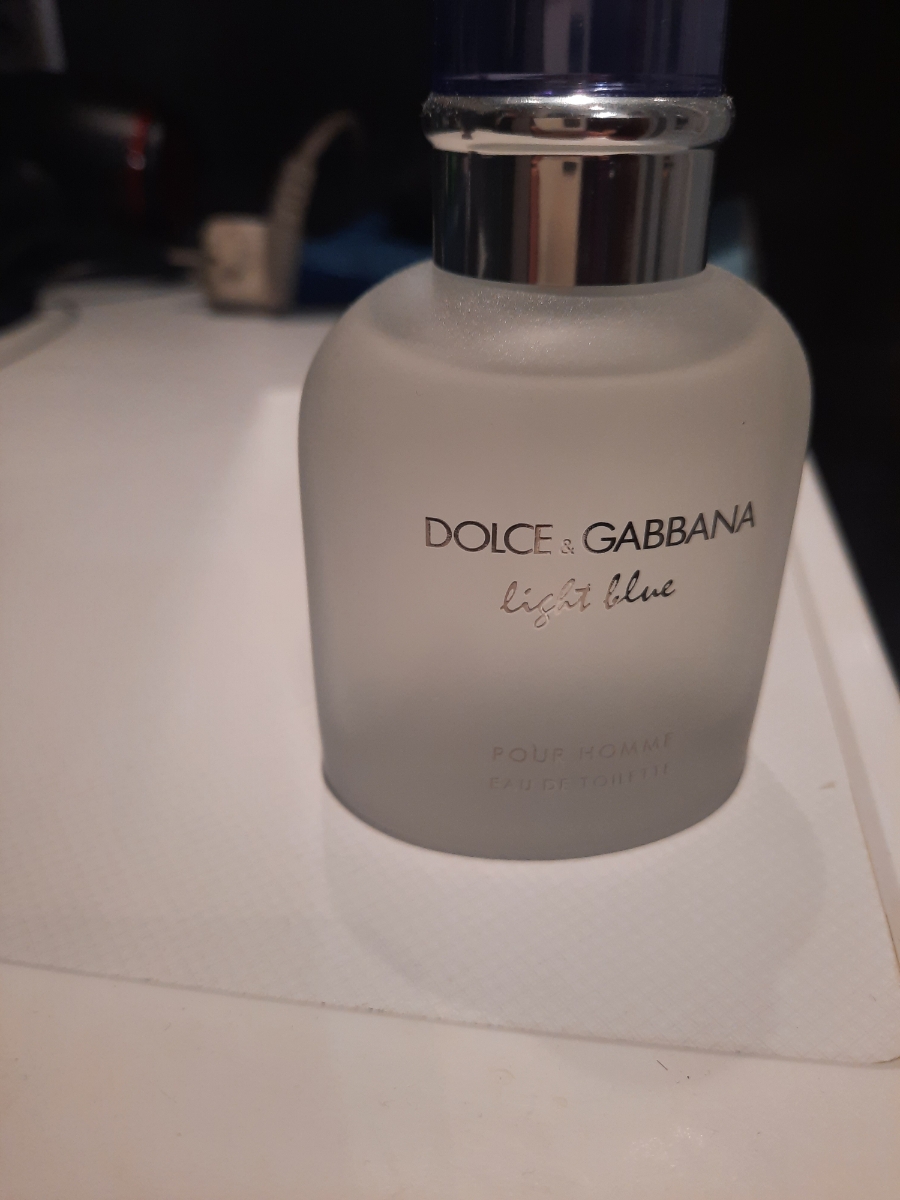 DOLCE & GABBANA
light blue
POUR HOMME
EAU DE TOILETTE